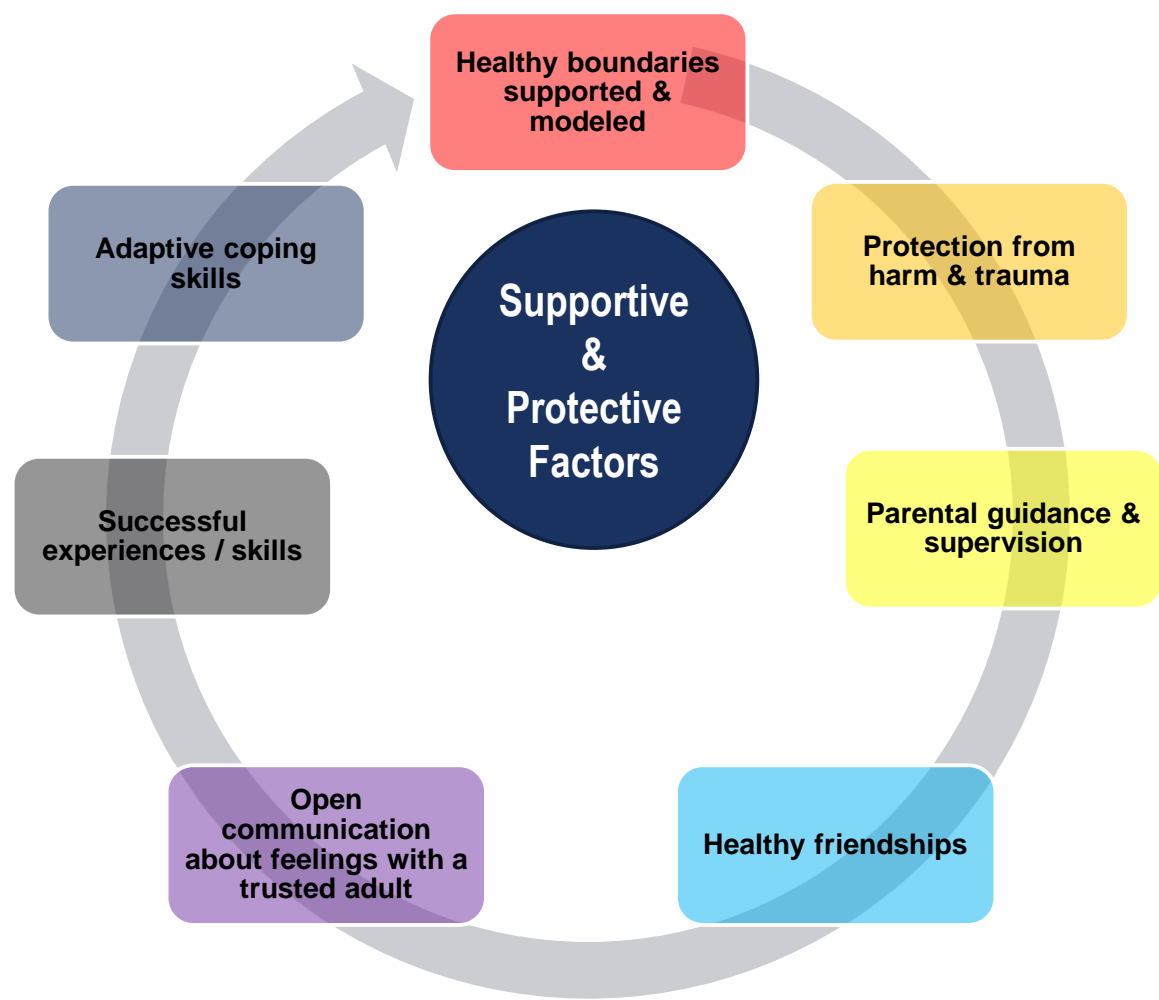 Healthy boundaries
supported &
modeled
Protection from
harm & trauma
Parental guidance &
supervision
Healthy friendships
Open
communication
about feelings with a
trusted adult
Successful
experiences / skills
Adaptive coping
skills
Supportive
&
Protective
Factors